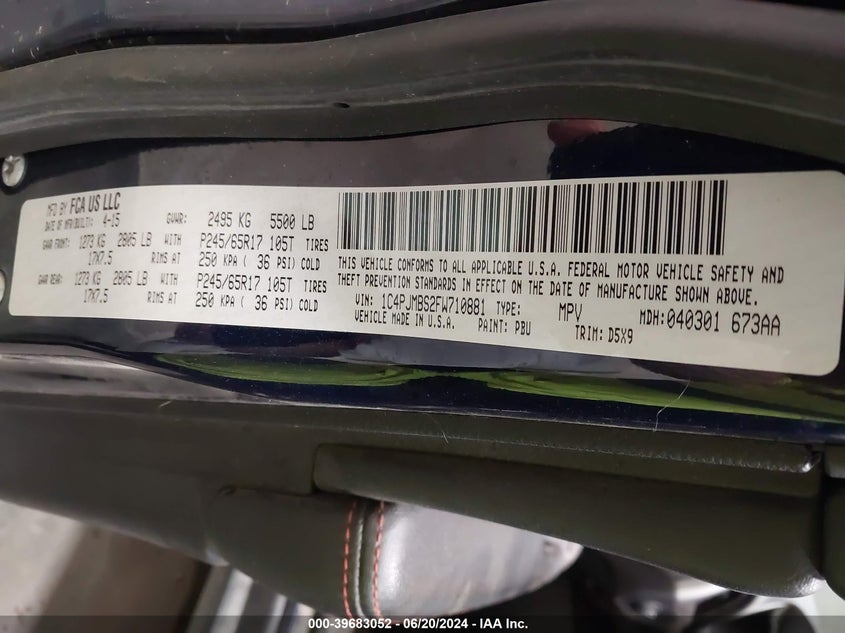 MFD BY FCA US LLC
DATE OF MFR(BUILT): 4-15 GVWR: 2495 KG 5500 LB
GAWR FRONT: 1273 KG 2805 LB WITH P245/65R17 105T TIRES
17X7.5 RIMS AT 250 KPA ( 36 PSI) COLD
GAWR REAR: 1273 KG 2805 LB WITH P245/65R17 105T TIRES
17X7.5 RIMS AT 250 KPA ( 36 PSI) COLD
THIS VEHICLE CONFORMS TO ALL APPLICABLE U.S.A. FEDERAL MOTOR VEHICLE SAFETY AND
THEFT PREVENTION STANDARDS IN EFFECT ON THE DATE OF MANUFACTURE SHOWN ABOVE.
VIN: 1C4PJMBS2FW710881 TYPE: MPV MDH:040301 673AA
VEHICLE MADE IN U.S.A. PAINT: PBU TRIM: D5X9
000-39683052 - 06/20/2024 - IAA Inc.